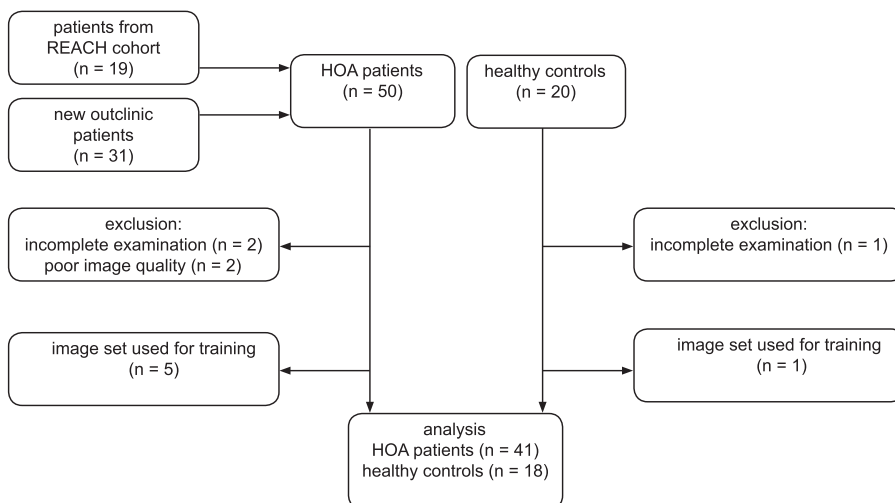 patients from
REACH cohort
(n = 19)
new outclinic
patients
(n = 31)
HOA patients
(n = 50)
healthy controls
(n = 20)
exclusion:
incomplete examination (n = 2)
poor image quality (n = 2)
exclusion:
incomplete examination (n = 1)
image set used for training
(n = 5)
image set used for training
(n = 1)
analysis
HOA patients (n = 41)
healthy controls (n = 18)